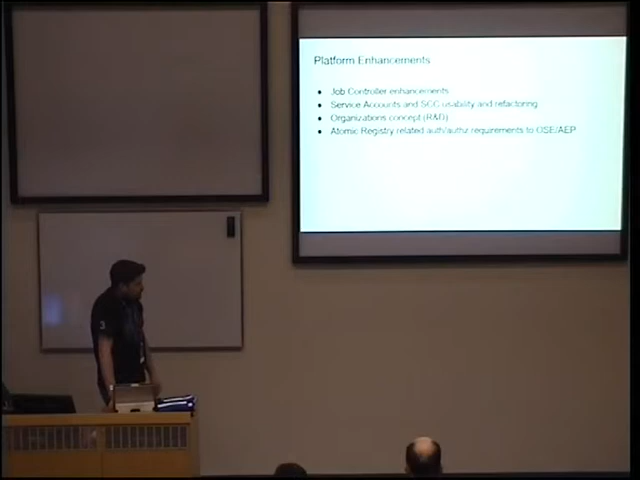 Platform Enhancements
● Job Controller enhancements
● Service Accounts and SCC usability and refactoring
● Organizations concept (R&D)
● Atomic Registry related auth/authz requirements to OSE/AEP